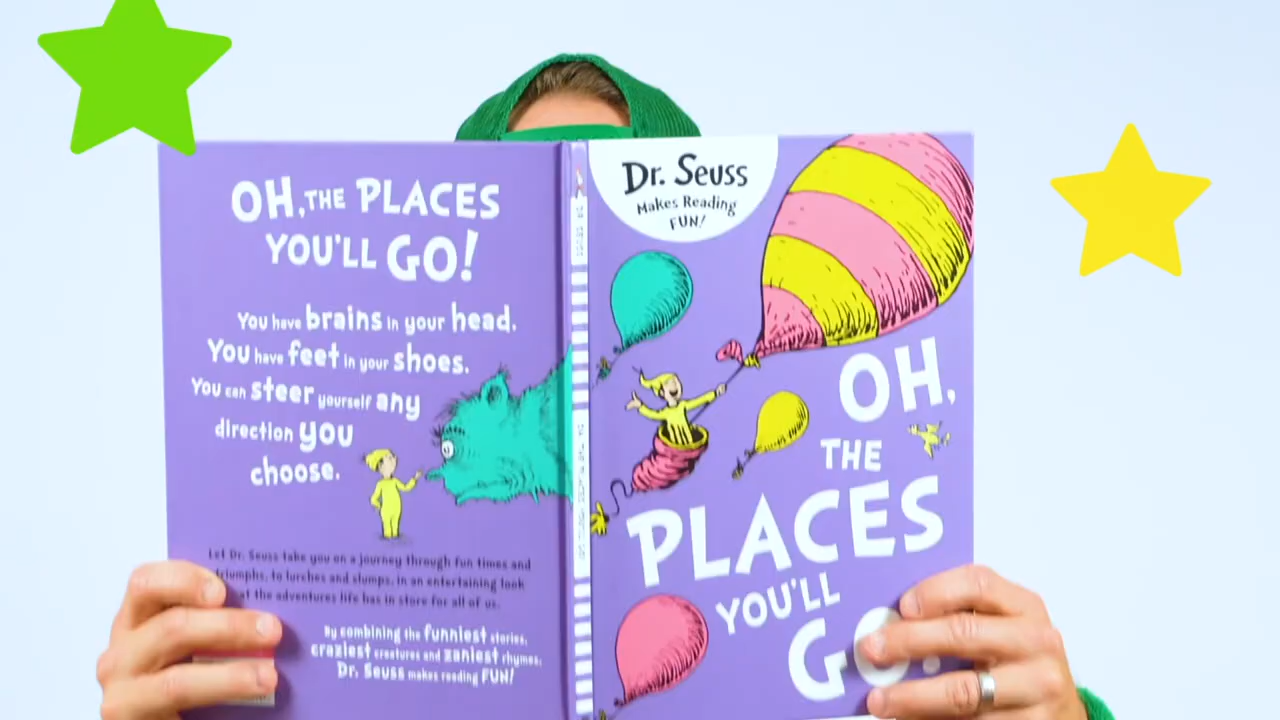 OH, THE PLACES
YOU'LL GO!
You have brains in your head.
You have feet in your shoes.
You can steer yourself any
direction you
choose.
Let Dr. Seuss take you on a journey through fun times and
triumphs, to lurches and slumps, in an entertaining look
at the adventures life has in store for all of us.
By combining the funniest stories,
craziest creatures and zaniest rhymes,
Dr. Seuss makes reading FUN!
Dr. Seuss
Makes Reading
FUN!
OH,
THE
PLACES
YOU'LL
GO!